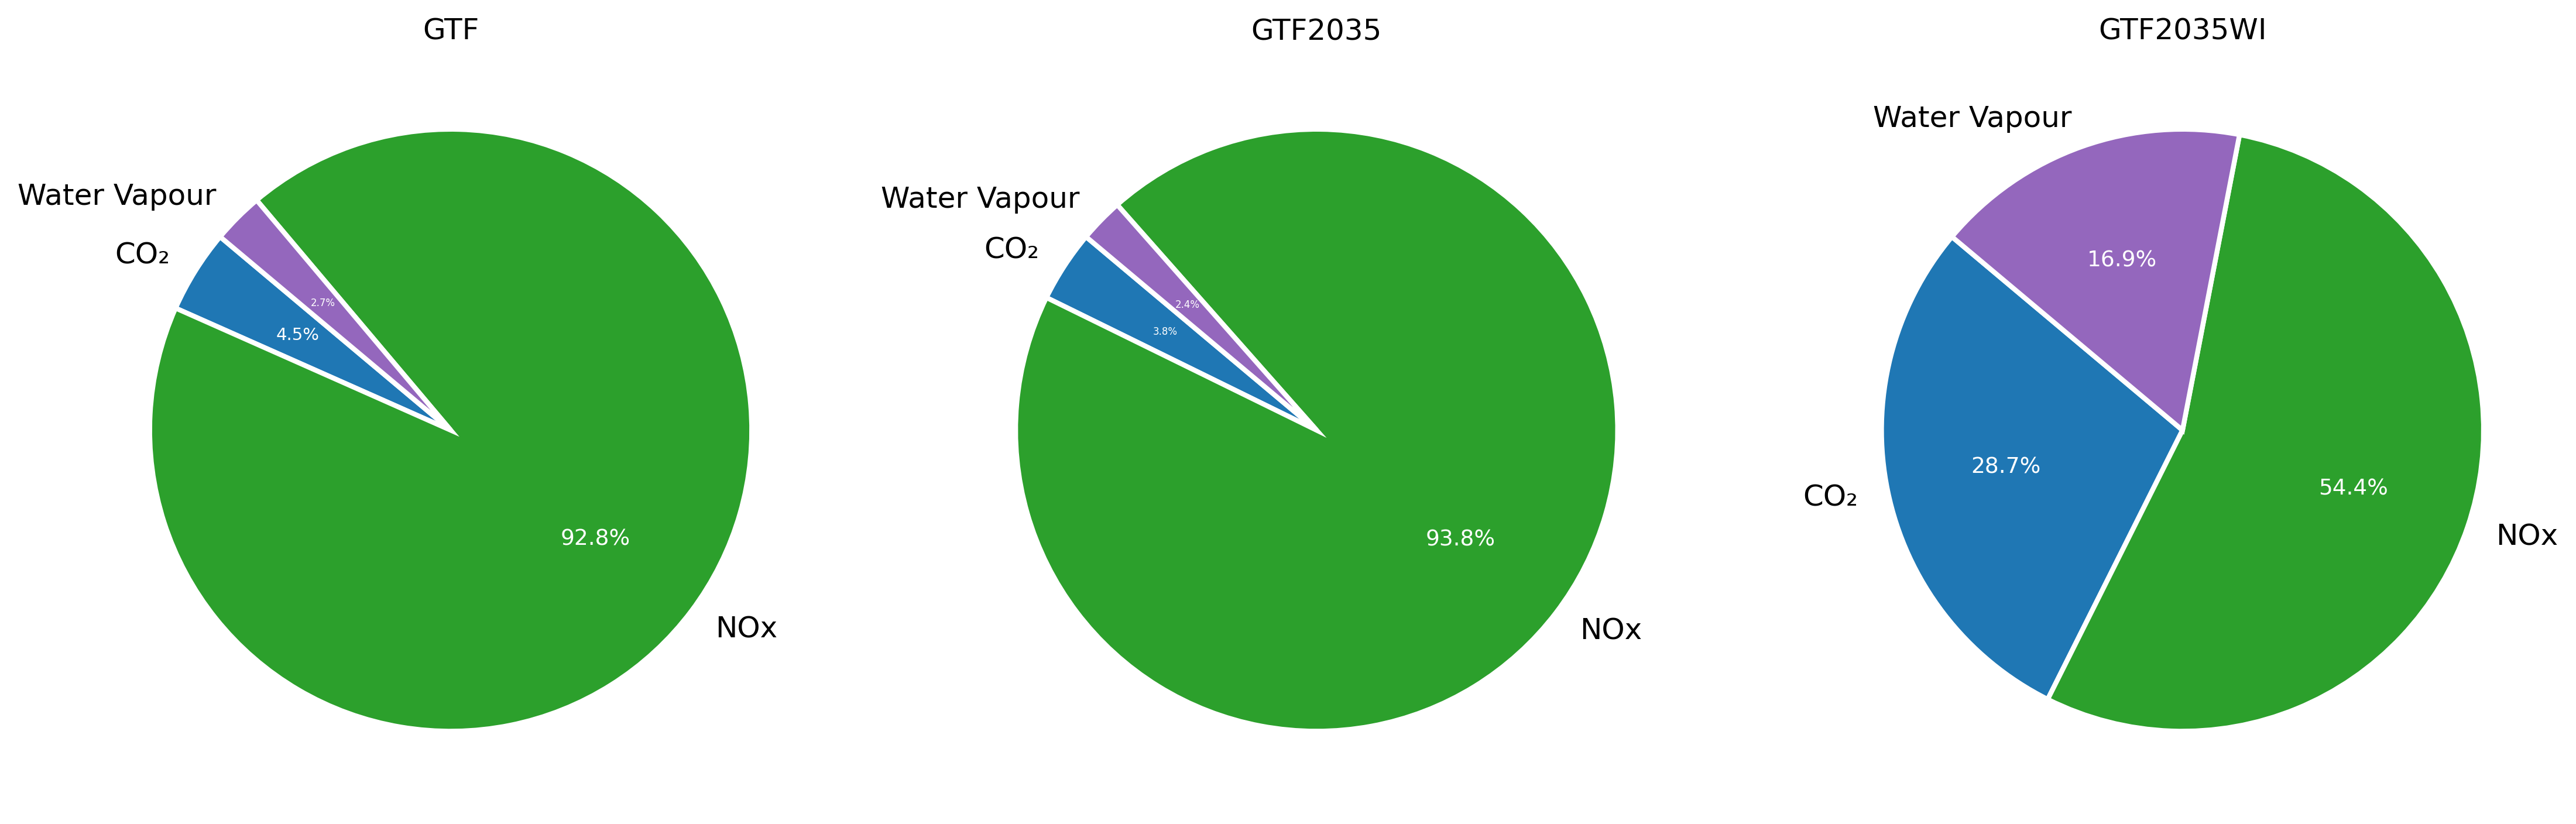 GTF
Water Vapour
CO₂
2.7%
4.5%
92.8%
NOx
GTF2035
Water Vapour
CO₂
2.4%
3.8%
93.8%
NOx
GTF2035WI
Water Vapour
16.9%
28.7%
CO₂
54.4%
NOx